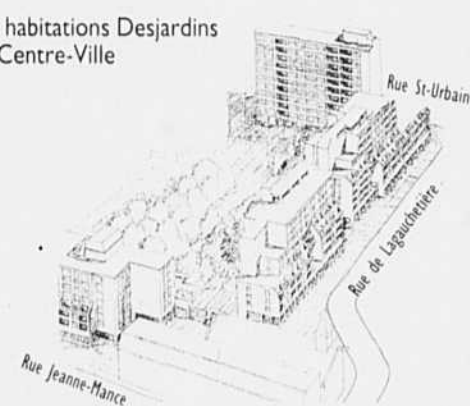 habitations Desjardins
Centre-Ville
Rue St-Urbain
Rue de Lagauchetière
Rue Jeanne-Mance